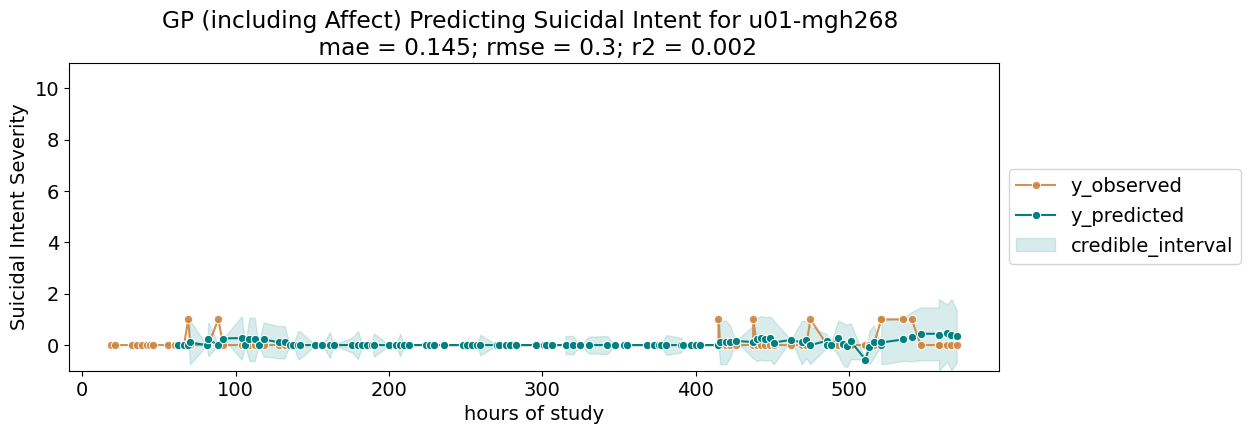 GP (including Affect) Predicting Suicidal Intent for u01-mgh268
mae = 0.145; rmse = 0.3; r2 = 0.002
Suicidal Intent Severity
10
8
6
4
2
0
0 100 200 300 400 500
hours of study
y_observed
y_predicted
credible_interval